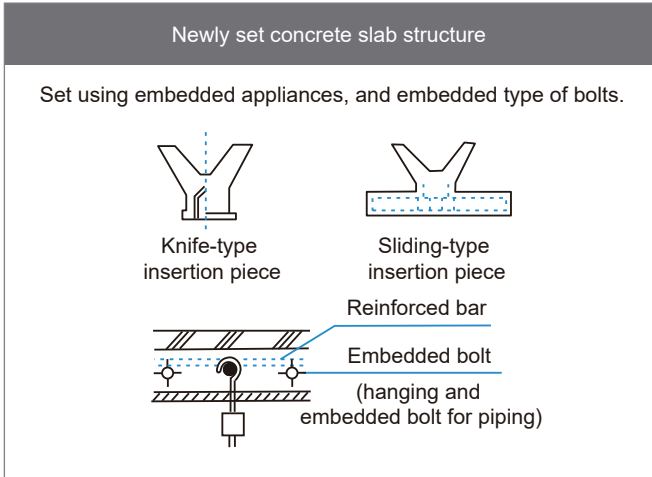 Newly set concrete slab structure
Set using embedded appliances, and embedded type of bolts.
Knife-type
insertion piece
Sliding-type
insertion piece
Reinforced bar
Embedded bolt
(hanging and
embedded bolt for piping)